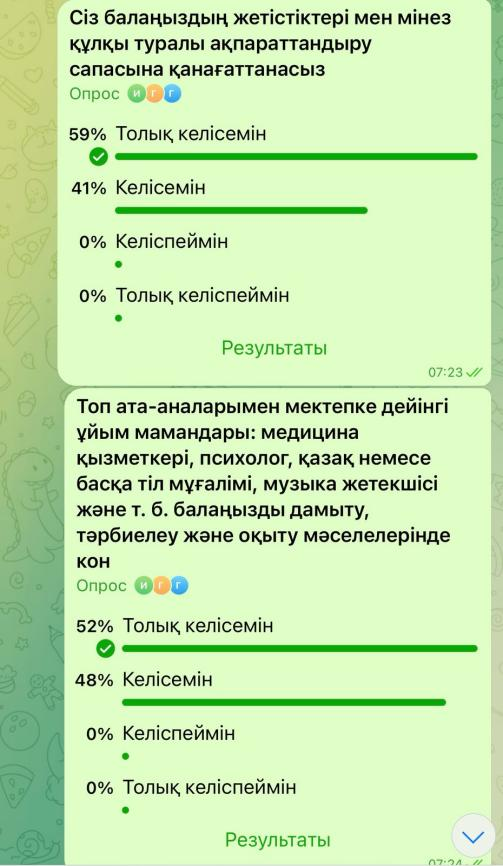 Сіз балаңыздың жетістіктері мен мінез
құлқы туралы ақпараттандыру
сапасына қанағаттанасыз
Опрос И Г Г
59% Толық келісемін
41% Келісемін
0% Келіспеймін
0% Толық келіспеймін
Результаты
07:23
Топ ата-аналарымен мектепке дейінгі
ұйым мамандары: медицина
қызметкері, психолог, қазақ немесе
басқа тіл мұғалімі, музыка жетекшісі
және т. б. балаңызды дамыту,
тәрбиелеу және оқыту мәселелерінде
кон
Опрос И Г Г
52% Толық келісемін
48% Келісемін
0% Келіспеймін
0% Толық келіспеймін
Результаты
07:24